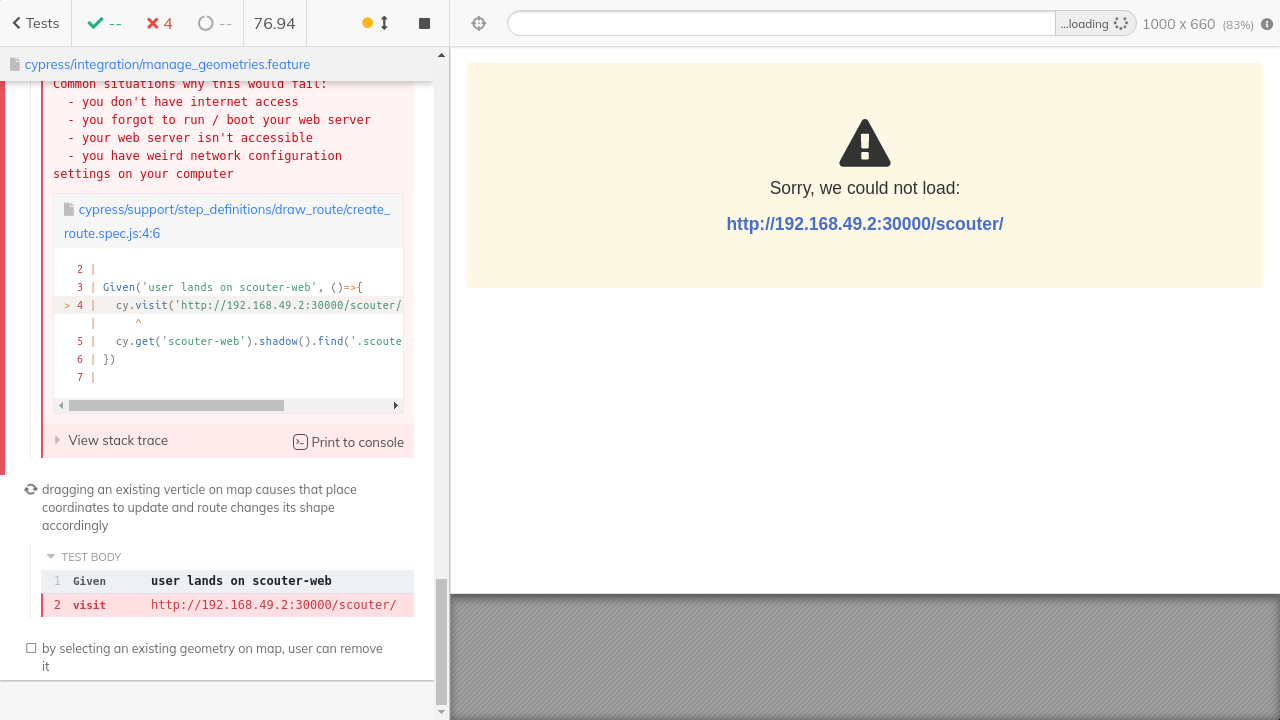 Tests
--
4
--
76.94
...loading
1000 x 660 (83%)
cypress/integration/manage_geometries.feature
Common situations why this would fail:
- you don't have internet access
- you forgot to run / boot your web server
- your web server isn't accessible
- you have weird network configuration
settings on your computer
cypress/support/step_definitions/draw_route/create_
route.spec.js:4:6
2 |
3 | Given('user lands on scouter-web', ()=>{
> 4 |   cy.visit('http://192.168.49.2:30000/scouter/
|      ^
5 |   cy.get('scouter-web').shadow().find('.scoute
6 | })
7 |
View stack trace
Print to console
dragging an existing verticle on map causes that place
coordinates to update and route changes its shape
accordingly
TEST BODY
1 Given user lands on scouter-web
2 visit http://192.168.49.2:30000/scouter/
by selecting an existing geometry on map, user can remove
it
Sorry, we could not load:
http://192.168.49.2:30000/scouter/